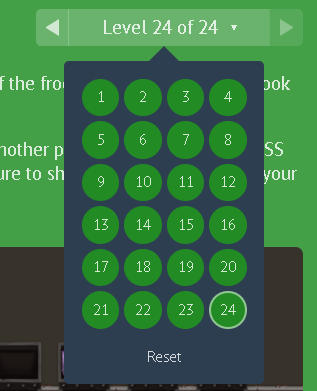 Level 24 of 24
f the fro ook
1 2 3 4
nother p SS
5 6 7 8
ure to sh your
9 10 11 12
13 14 15 16
17 18 19 20
21 22 23 24
Reset